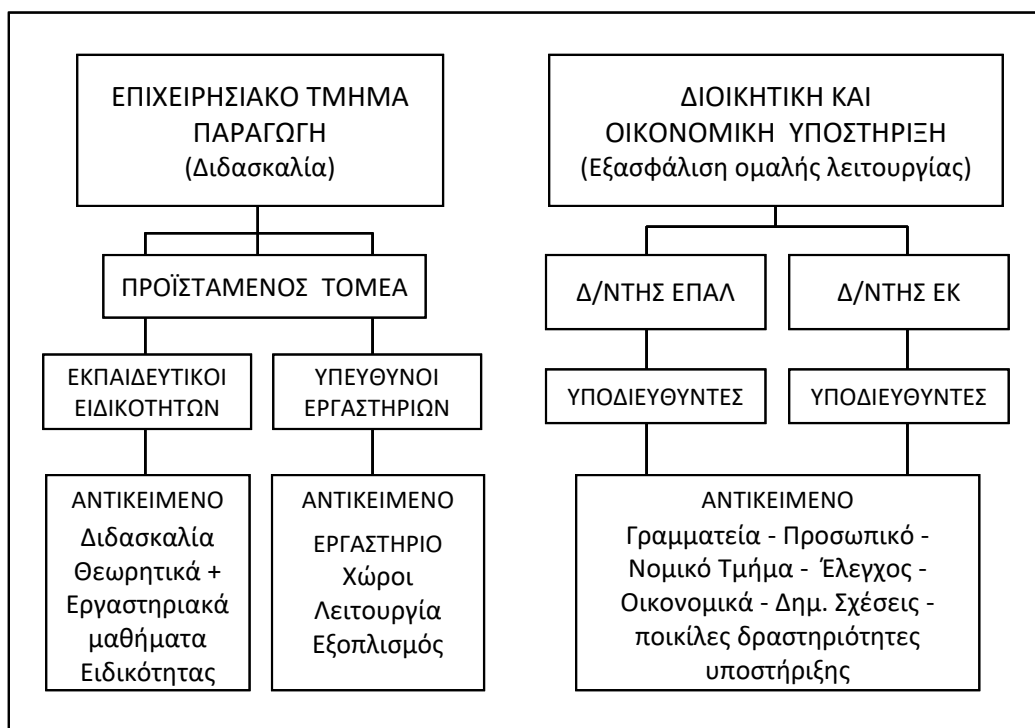 ΕΠΙΧΕΙΡΗΣΙΑΚΟ ΤΜΗΜΑ
ΠΑΡΑΓΩΓΗ
(Διδασκαλία)
ΔΙΟΙΚΗΤΙΚΗ ΚΑΙ
ΟΙΚΟΝΟΜΙΚΗ ΥΠΟΣΤΗΡΙΞΗ
(Εξασφάλιση ομαλής λειτουργίας)
ΠΡΟΪΣΤΑΜΕΝΟΣ ΤΟΜΕΑ
Δ/ΝΤΗΣ ΕΠΑΛ
Δ/ΝΤΗΣ ΕΚ
ΕΚΠΑΙΔΕΥΤΙΚΟΙ
ΕΙΔΙΚΟΤΗΤΩΝ
ΥΠΕΥΘΥΝΟΙ
ΕΡΓΑΣΤΗΡΙΩΝ
ΥΠΟΔΙΕΥΘΥΝΤΕΣ
ΥΠΟΔΙΕΥΘΥΝΤΕΣ
ΑΝΤΙΚΕΙΜΕΝΟ
Διδασκαλία
Θεωρητικά +
Εργαστηριακά
μαθήματα
Ειδικότητας
ΑΝΤΙΚΕΙΜΕΝΟ
ΕΡΓΑΣΤΗΡΙΟ
Χώροι
Λειτουργία
Εξοπλισμός
ΑΝΤΙΚΕΙΜΕΝΟ
Γραμματεία - Προσωπικό -
Νομικό Τμήμα - Έλεγχος -
Οικονομικά - Δημ. Σχέσεις -
ποικίλες δραστηριότητες
υποστήριξης